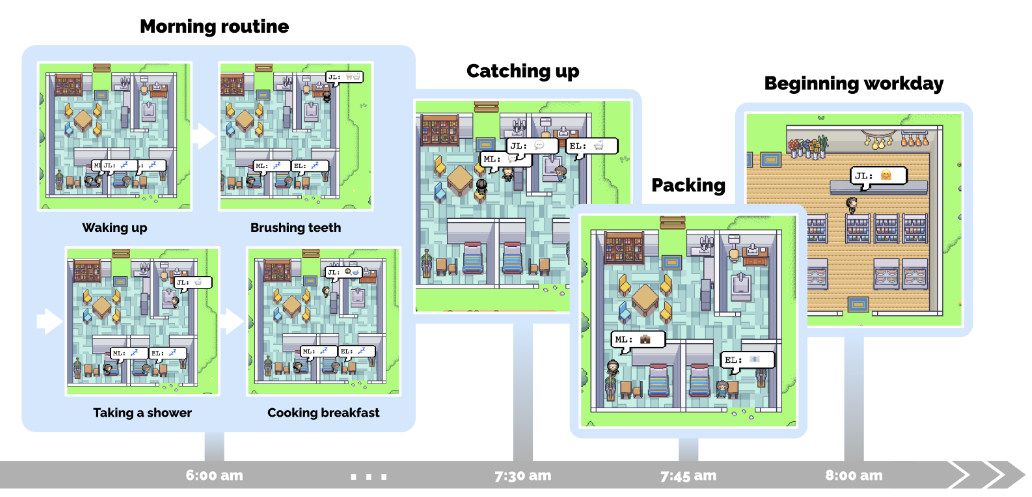 Morning routine
JL:
ML:
JL:
ML:
EL:
Waking up
Brushing teeth
JL:
ML:
EL:
JL:
ML:
EL:
Taking a shower
Cooking breakfast
Catching up
JL:
EL:
ML:
Packing
ML:
EL:
Beginning workday
JL:
6:00 am
...
7:30 am
7:45 am
8:00 am